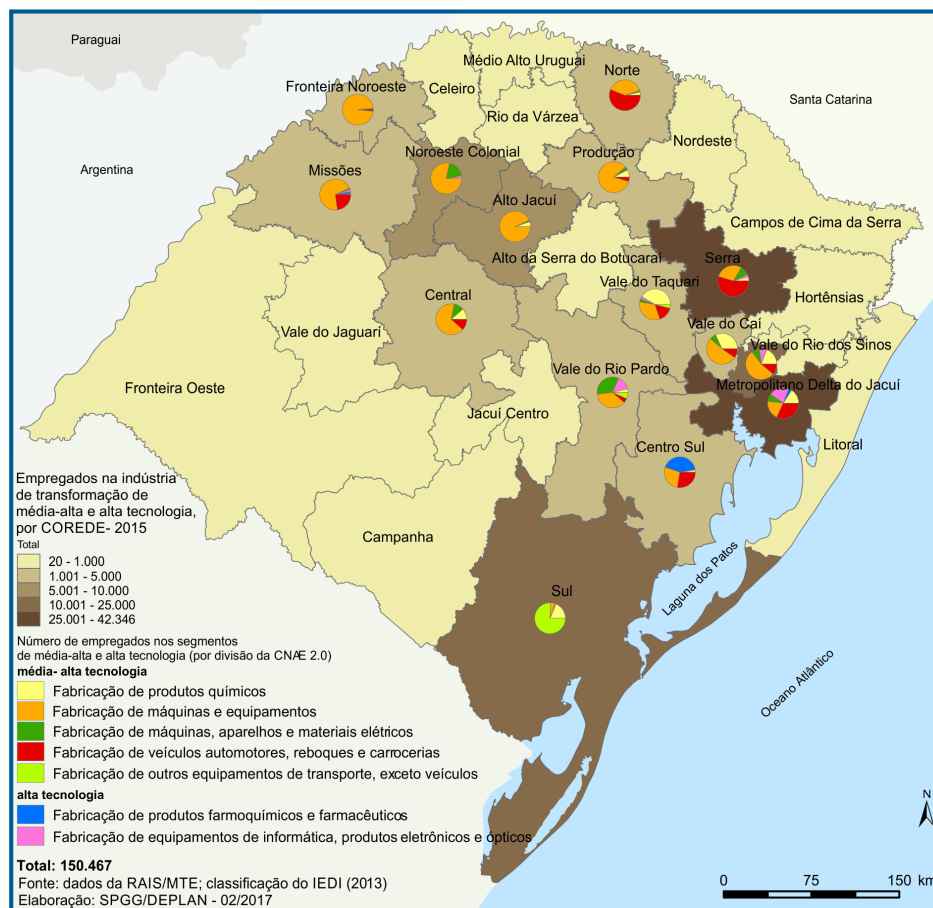 Paraguai
Médio Alto Uruguai
Norte
Fronteira Noroeste
Celeiro
Santa Catarina
Rio da Várzea
Nordeste
Argentina
Noroeste Colonial
Produção
Missões
Alto Jacuí
Campos de Cima da Serra
Alto da Serra do Botucaraí
Serra
Vale do Taquari
Central
Hortênsias
Vale do Jaguari
Vale do Caí
Vale do Rio dos Sinos
Vale do Rio Pardo
Fronteira Oeste
Metropolitano Delta do Jacuí
Jacuí Centro
Centro Sul
Litoral
Campanha
Laguna dos Patos
Sul
Oceano Atlântico
Empregados na indústria
de transformação de
média-alta e alta tecnologia,
por COREDE- 2015
Total
20 - 1.000
1.001 - 5.000
5.001 - 10.000
10.001 - 25.000
25.001 - 42.346
Número de empregados nos segmentos
de média-alta e alta tecnologia (por divisão da CNAE 2.0)
média- alta tecnologia
Fabricação de produtos químicos
Fabricação de máquinas e equipamentos
Fabricação de máquinas, aparelhos e materiais elétricos
Fabricação de veículos automotores, reboques e carrocerias
Fabricação de outros equipamentos de transporte, exceto veículos
alta tecnologia
Fabricação de produtos farmoquímicos e farmacêuticos
Fabricação de equipamentos de informática, produtos eletrônicos e ópticos
Total: 150.467
Fonte: dados da RAIS/MTE; classificação do IEDI (2013)
Elaboração: SPGG/DEPLAN - 02/2017
N
0 75 150 km